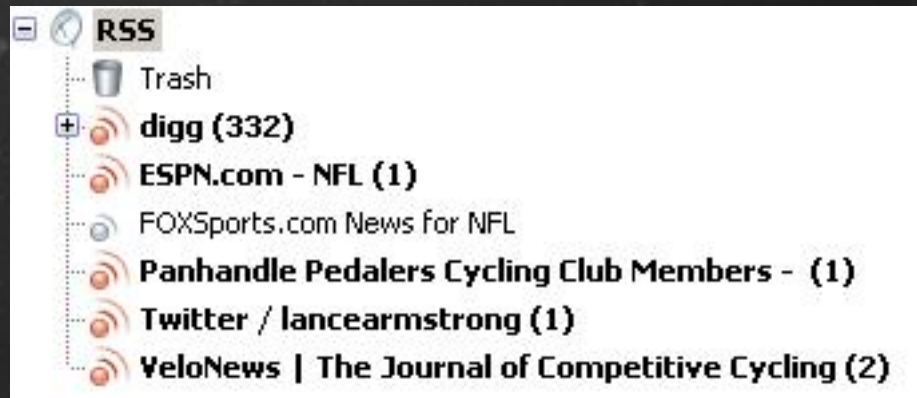 RSS
Trash
digg (332)
ESPN.com - NFL (1)
FOXSports.com News for NFL
Panhandle Pedalers Cycling Club Members -  (1)
Twitter / lancearmstrong (1)
VeloNews | The Journal of Competitive Cycling (2)